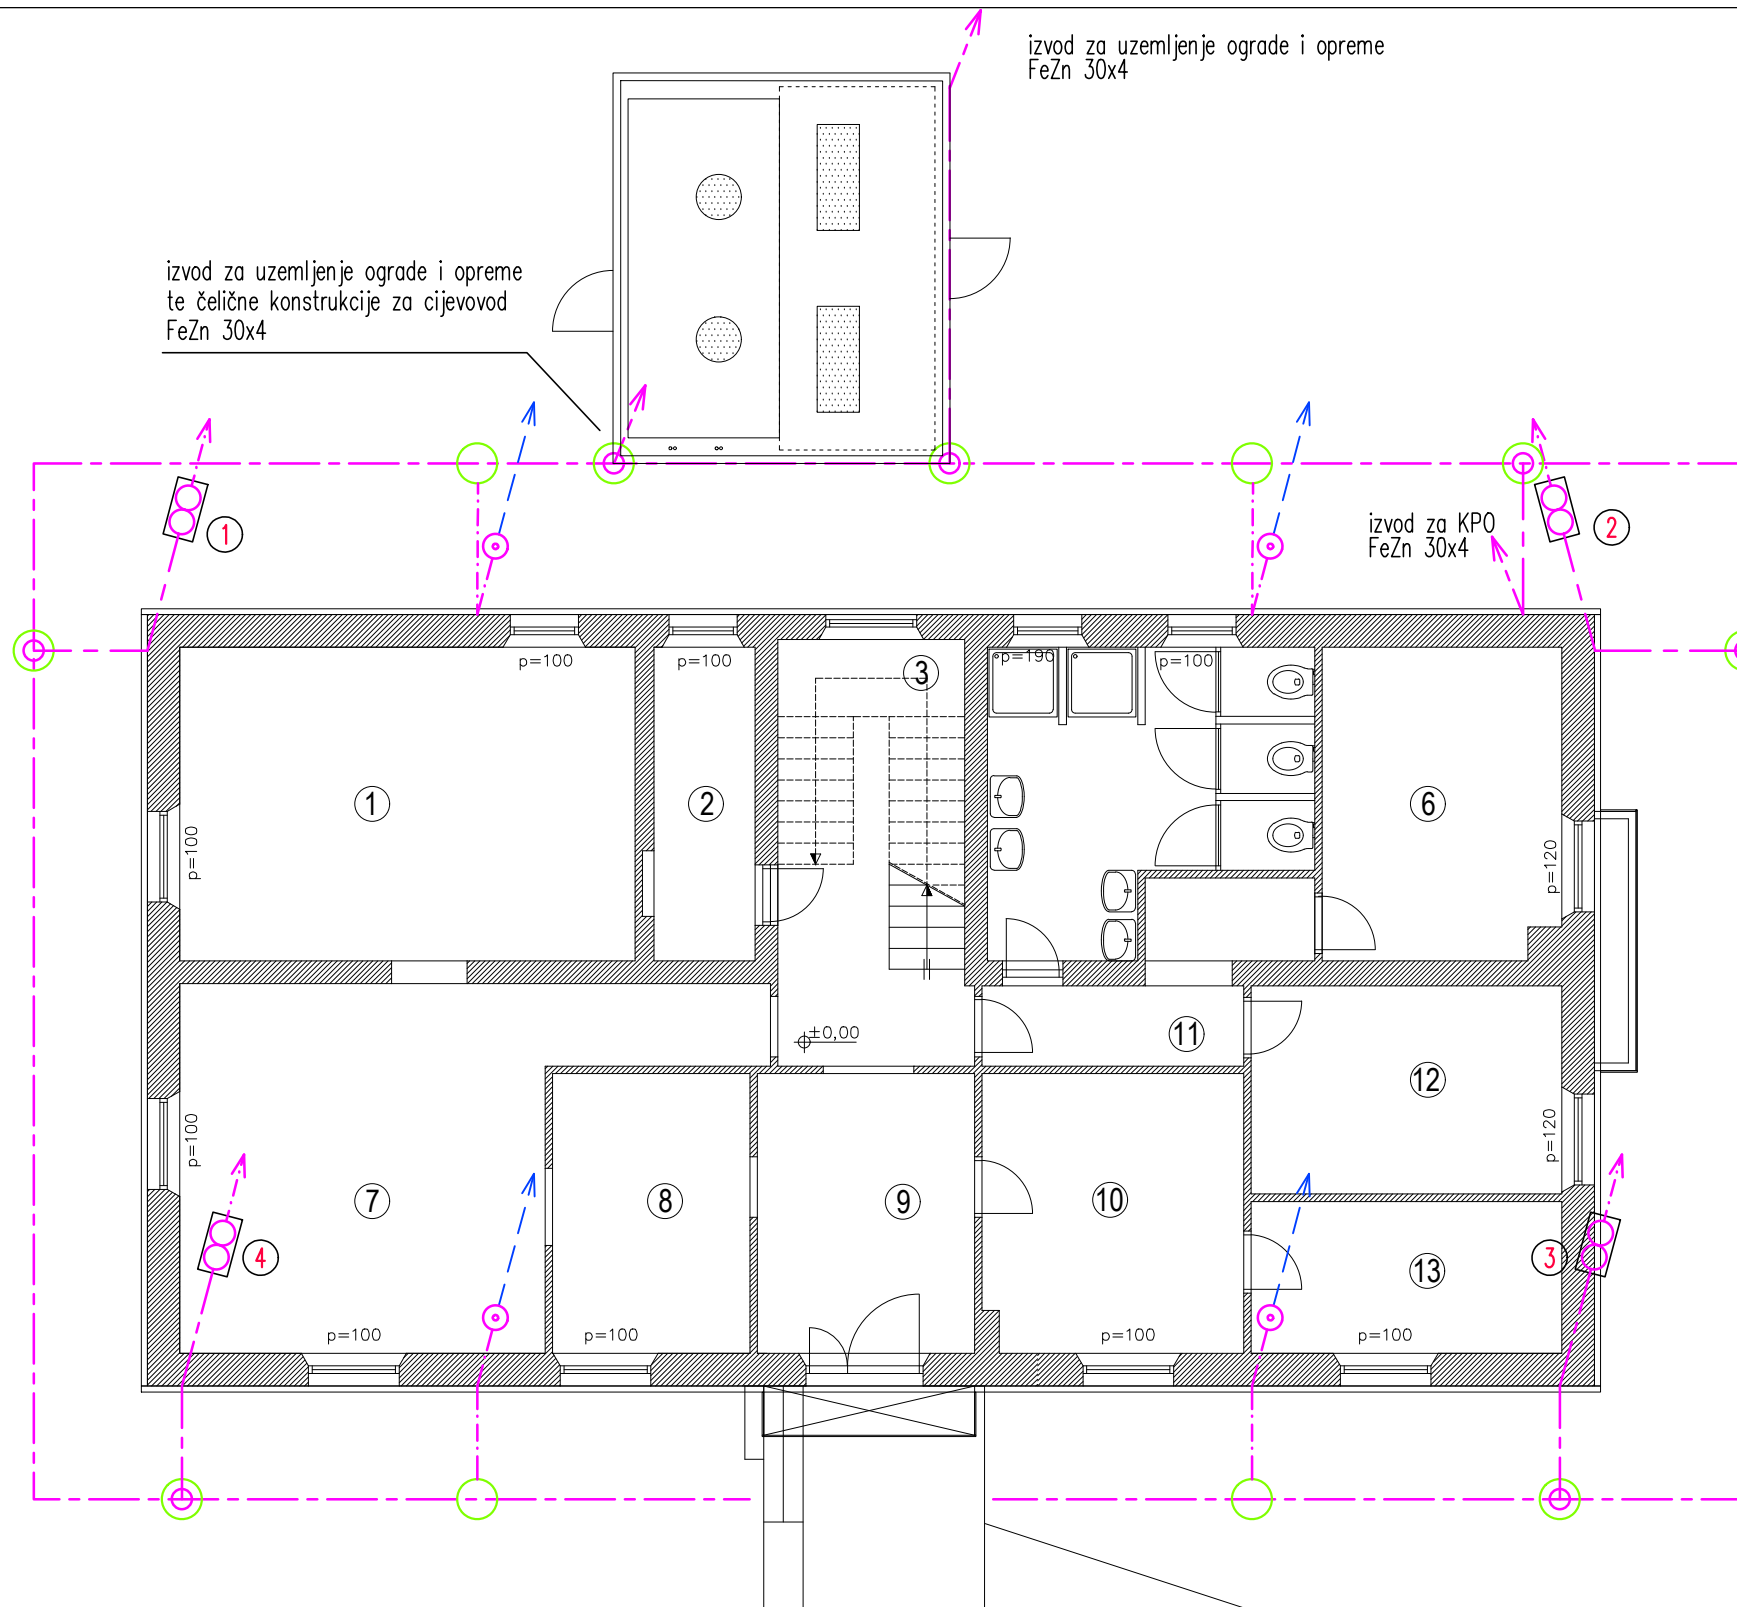 izvod za uzemljenje ograde i opreme
FeZn 30x4
izvod za uzemljenje ograde i opreme
te čelične konstrukcije za cijevovod
FeZn 30x4
1
izvod za KPO
FeZn 30x4
2
p=100
p=100
3
p=190
p=100
1
2
6
p=100
p=120
±0,00
11
12
p=100
p=120
7
8
9
10
4
3
13
p=100
p=100
p=100
p=100